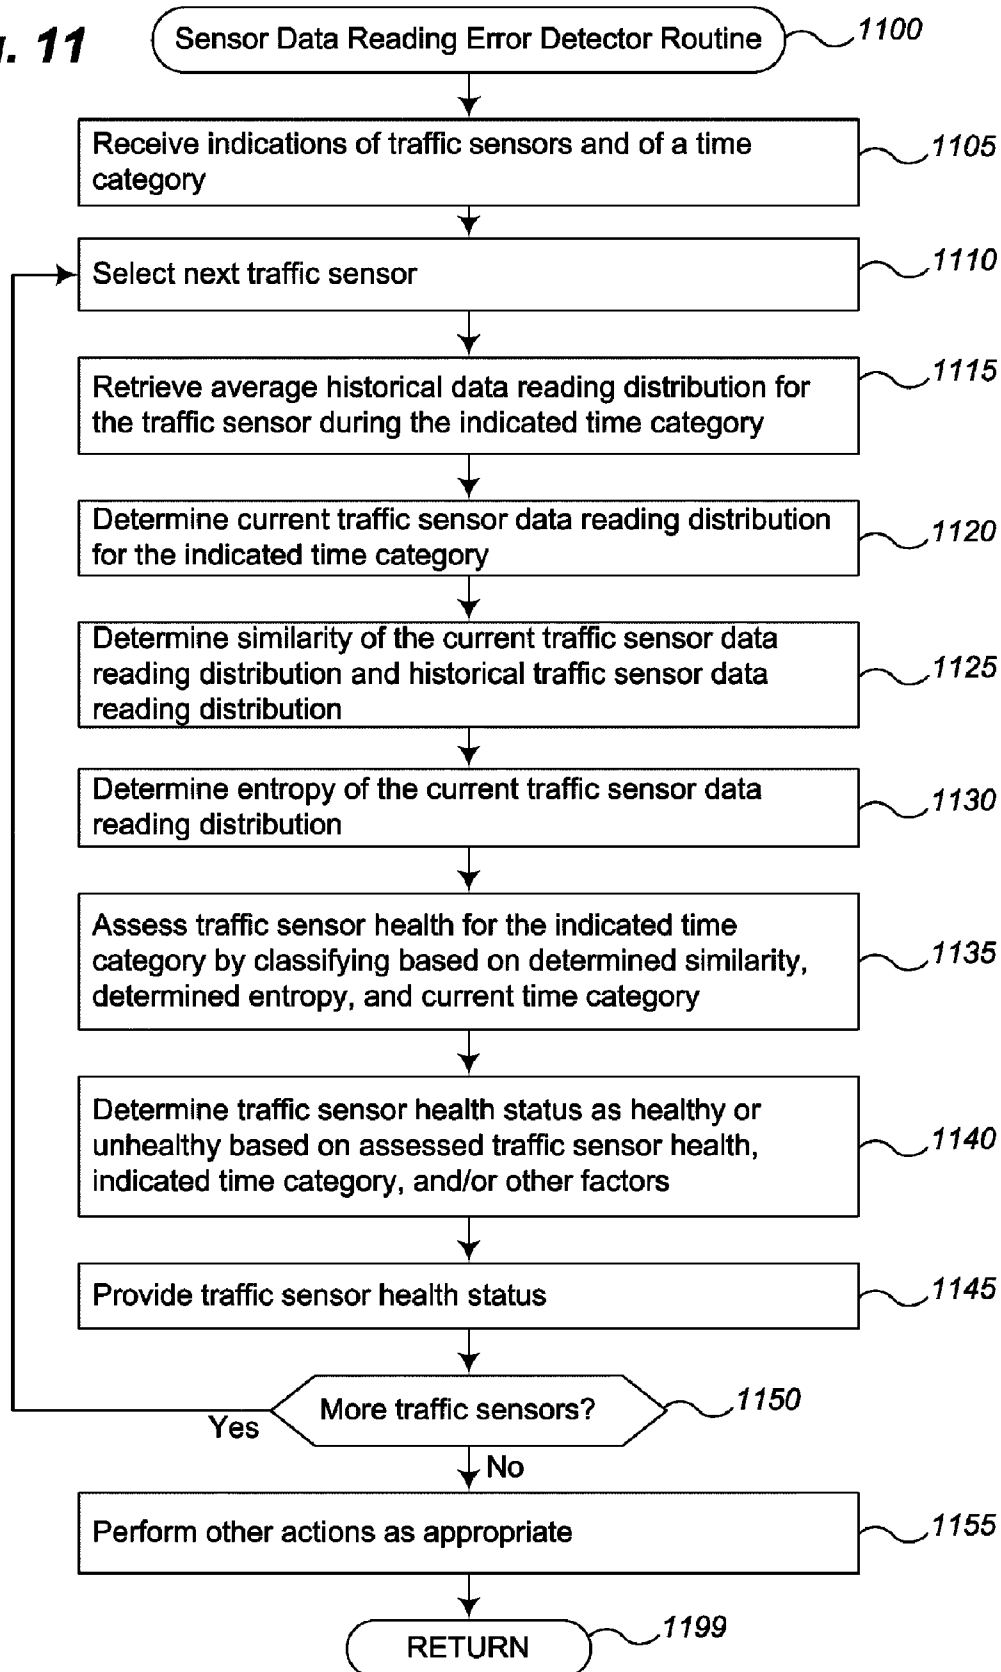 . 11
Sensor Data Reading Error Detector Routine
1100
Receive indications of traffic sensors and of a time
category
1105
Select next traffic sensor
1110
Retrieve average historical data reading distribution for
the traffic sensor during the indicated time category
1115
Determine current traffic sensor data reading distribution
for the indicated time category
1120
Determine similarity of the current traffic sensor data
reading distribution and historical traffic sensor data
reading distribution
1125
Determine entropy of the current traffic sensor data
reading distribution
1130
Assess traffic sensor health for the indicated time
category by classifying based on determined similarity,
determined entropy, and current time category
1135
Determine traffic sensor health status as healthy or
unhealthy based on assessed traffic sensor health,
indicated time category, and/or other factors
1140
Provide traffic sensor health status
1145
More traffic sensors?
1150
Yes
No
Perform other actions as appropriate
1155
RETURN
1199